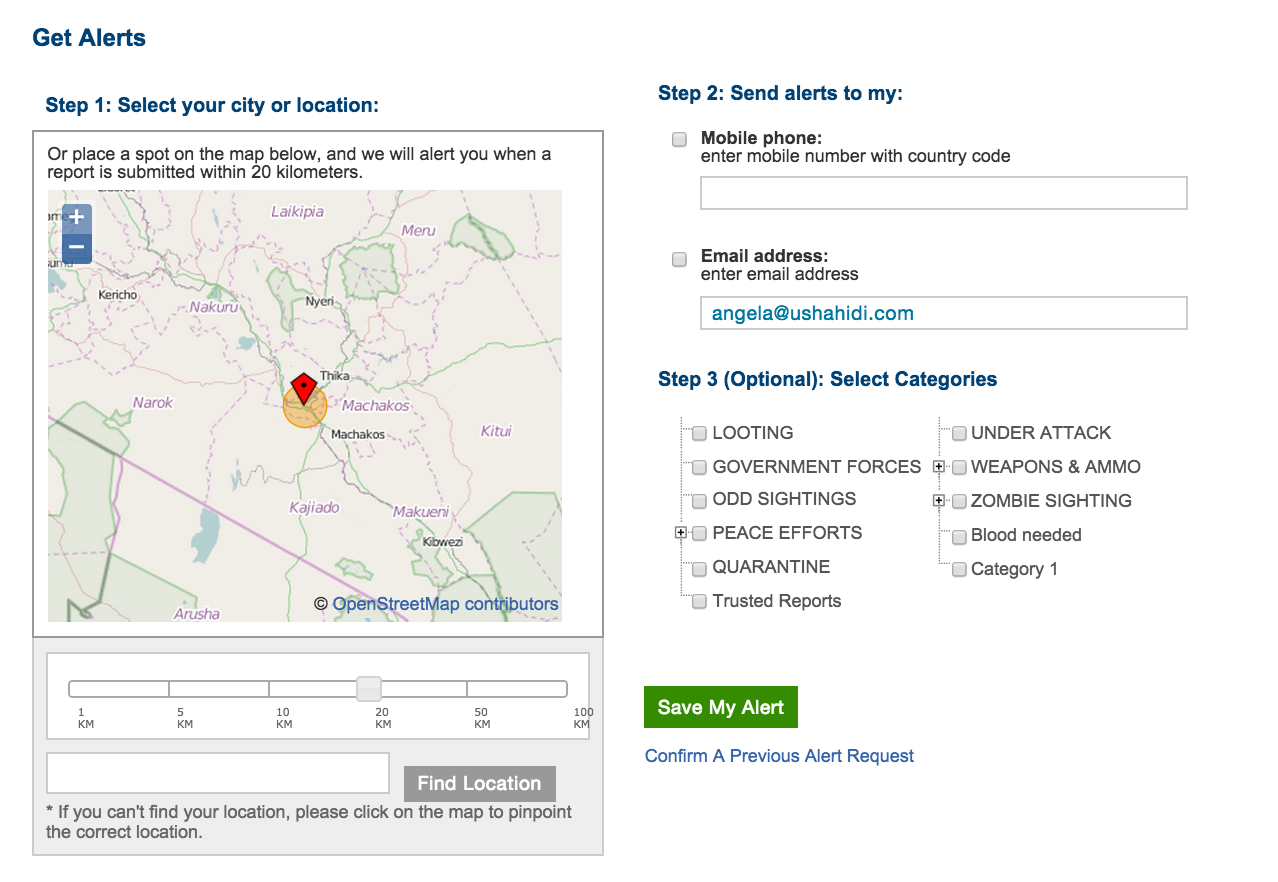 Get Alerts
Step 1: Select your city or location:
Or place a spot on the map below, and we will alert you when a
report is submitted within 20 kilometers.
+
−
Laikipia
Meru
Kericho
Nakuru
Nyeri
Thika
Narok
Machakos
Machakos
Kitui
Kajiado
Makueni
Kibwezi
Arusha
© OpenStreetMap contributors
1 5 10 20 50 100
KM KM KM KM KM KM
Find Location
* If you can't find your location, please click on the map to pinpoint
the correct location.
Step 2: Send alerts to my:
Mobile phone:
enter mobile number with country code
Email address:
enter email address
angela@ushahidi.com
Step 3 (Optional): Select Categories
LOOTING
GOVERNMENT FORCES
ODD SIGHTINGS
PEACE EFFORTS
QUARANTINE
Trusted Reports
UNDER ATTACK
WEAPONS & AMMO
ZOMBIE SIGHTING
Blood needed
Category 1
Save My Alert
Confirm A Previous Alert Request